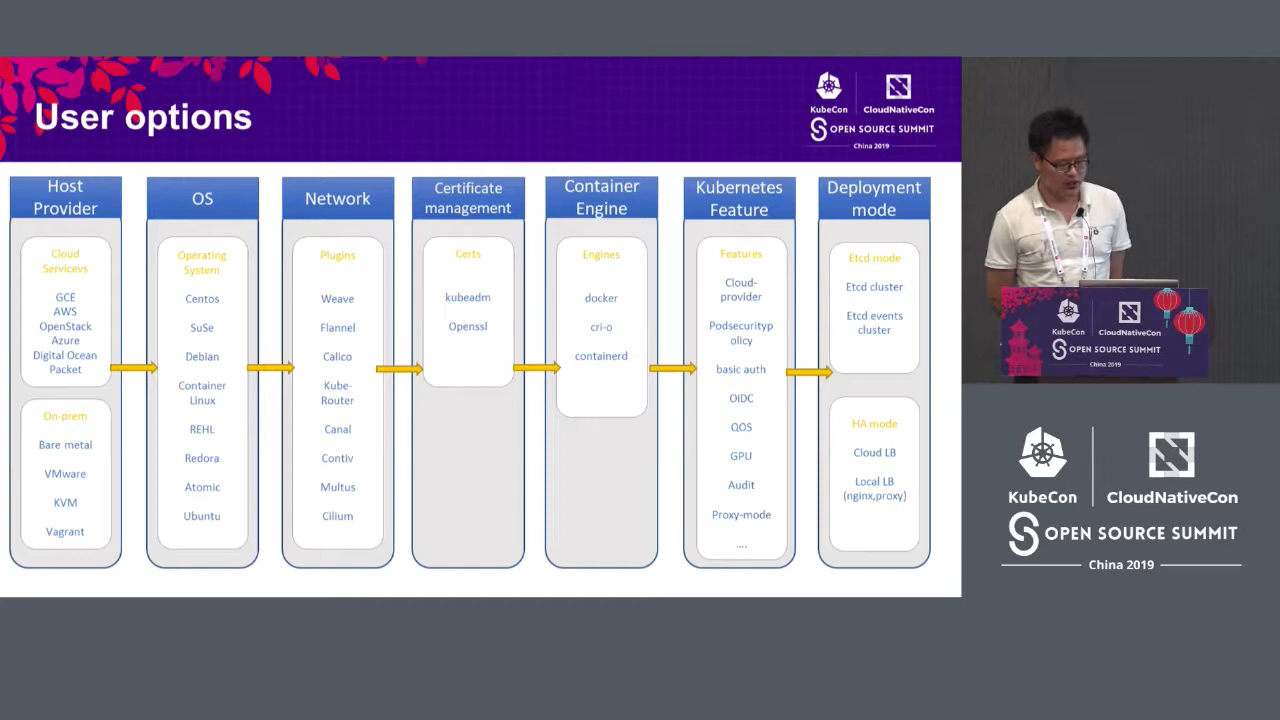 User options
KubeCon
CloudNativeCon
OPEN SOURCE SUMMIT
China 2019
Host
Provider
Cloud
Servicevs
GCE
AWS
OpenStack
Azure
Digital Ocean
Packet
On-prem
Bare metal
VMware
KVM
Vagrant
OS
Operating
System
Centos
SuSe
Debian
Container
Linux
REHL
Redora
Atomic
Ubuntu
Network
Plugins
Weave
Flannel
Calico
Kube-
Router
Canal
Contiv
Multus
Cilium
Certificate
management
Certs
kubeadm
Openssl
Container
Engine
Engines
docker
cri-o
containerd
Kubernetes
Feature
Features
Cloud-
provider
Podsecurityp
olicy
basic auth
OIDC
QOS
GPU
Audit
Proxy-mode
....
Deployment
mode
Etcd mode
Etcd cluster
Etcd events
cluster
HA mode
Cloud LB
Local LB
(nginx,proxy)
KubeCon
CloudNativeCon
OPEN SOURCE SUMMIT
China 2019
KubeCon
CloudNativeCon
OPEN SOURCE SUMMIT
China 2019